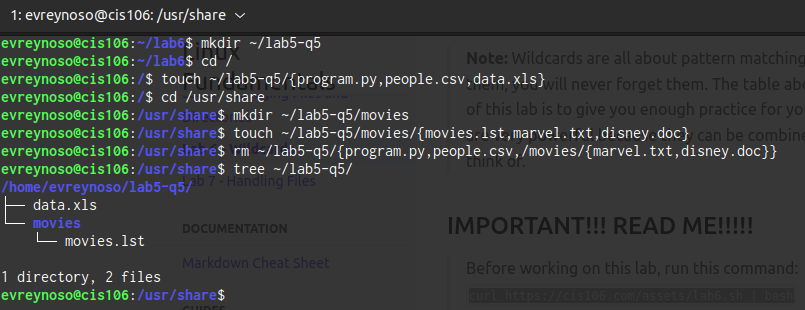 1: evreynoso@cis106: /usr/share
evreynoso@cis106:~/lab6$ mkdir ~/lab5-q5
evreynoso@cis106:~/lab6$ cd /
evreynoso@cis106:/$ touch ~/lab5-q5/{program.py,people.csv,data.xls}
evreynoso@cis106:/$ cd /usr/share
evreynoso@cis106:/usr/share$ mkdir ~/lab5-q5/movies
evreynoso@cis106:/usr/share$ touch ~/lab5-q5/movies/{movies.lst,marvel.txt,disney.doc}
evreynoso@cis106:/usr/share$ rm ~/lab5-q5/{program.py,people.csv,/movies/{marvel.txt,disney.doc}}
evreynoso@cis106:/usr/share$ tree ~/lab5-q5/
/home/evreynoso/lab5-q5/
├── data.xls
└── movies
    └── movies.lst
1 directory, 2 files
evreynoso@cis106:/usr/share$
Linux
Fundamentals
Lab 7 - Handling Files
DOCUMENTATION
Markdown Cheat Sheet
Note: Wildcards are all about pattern matching
you will never forget them. The table
of this lab is to give you enough practice for
can be combine
think of.
IMPORTANT!!! READ ME!!!!!
Before working on this lab, run this command:
curl https://cis106.com/assets/lab6.sh | bash